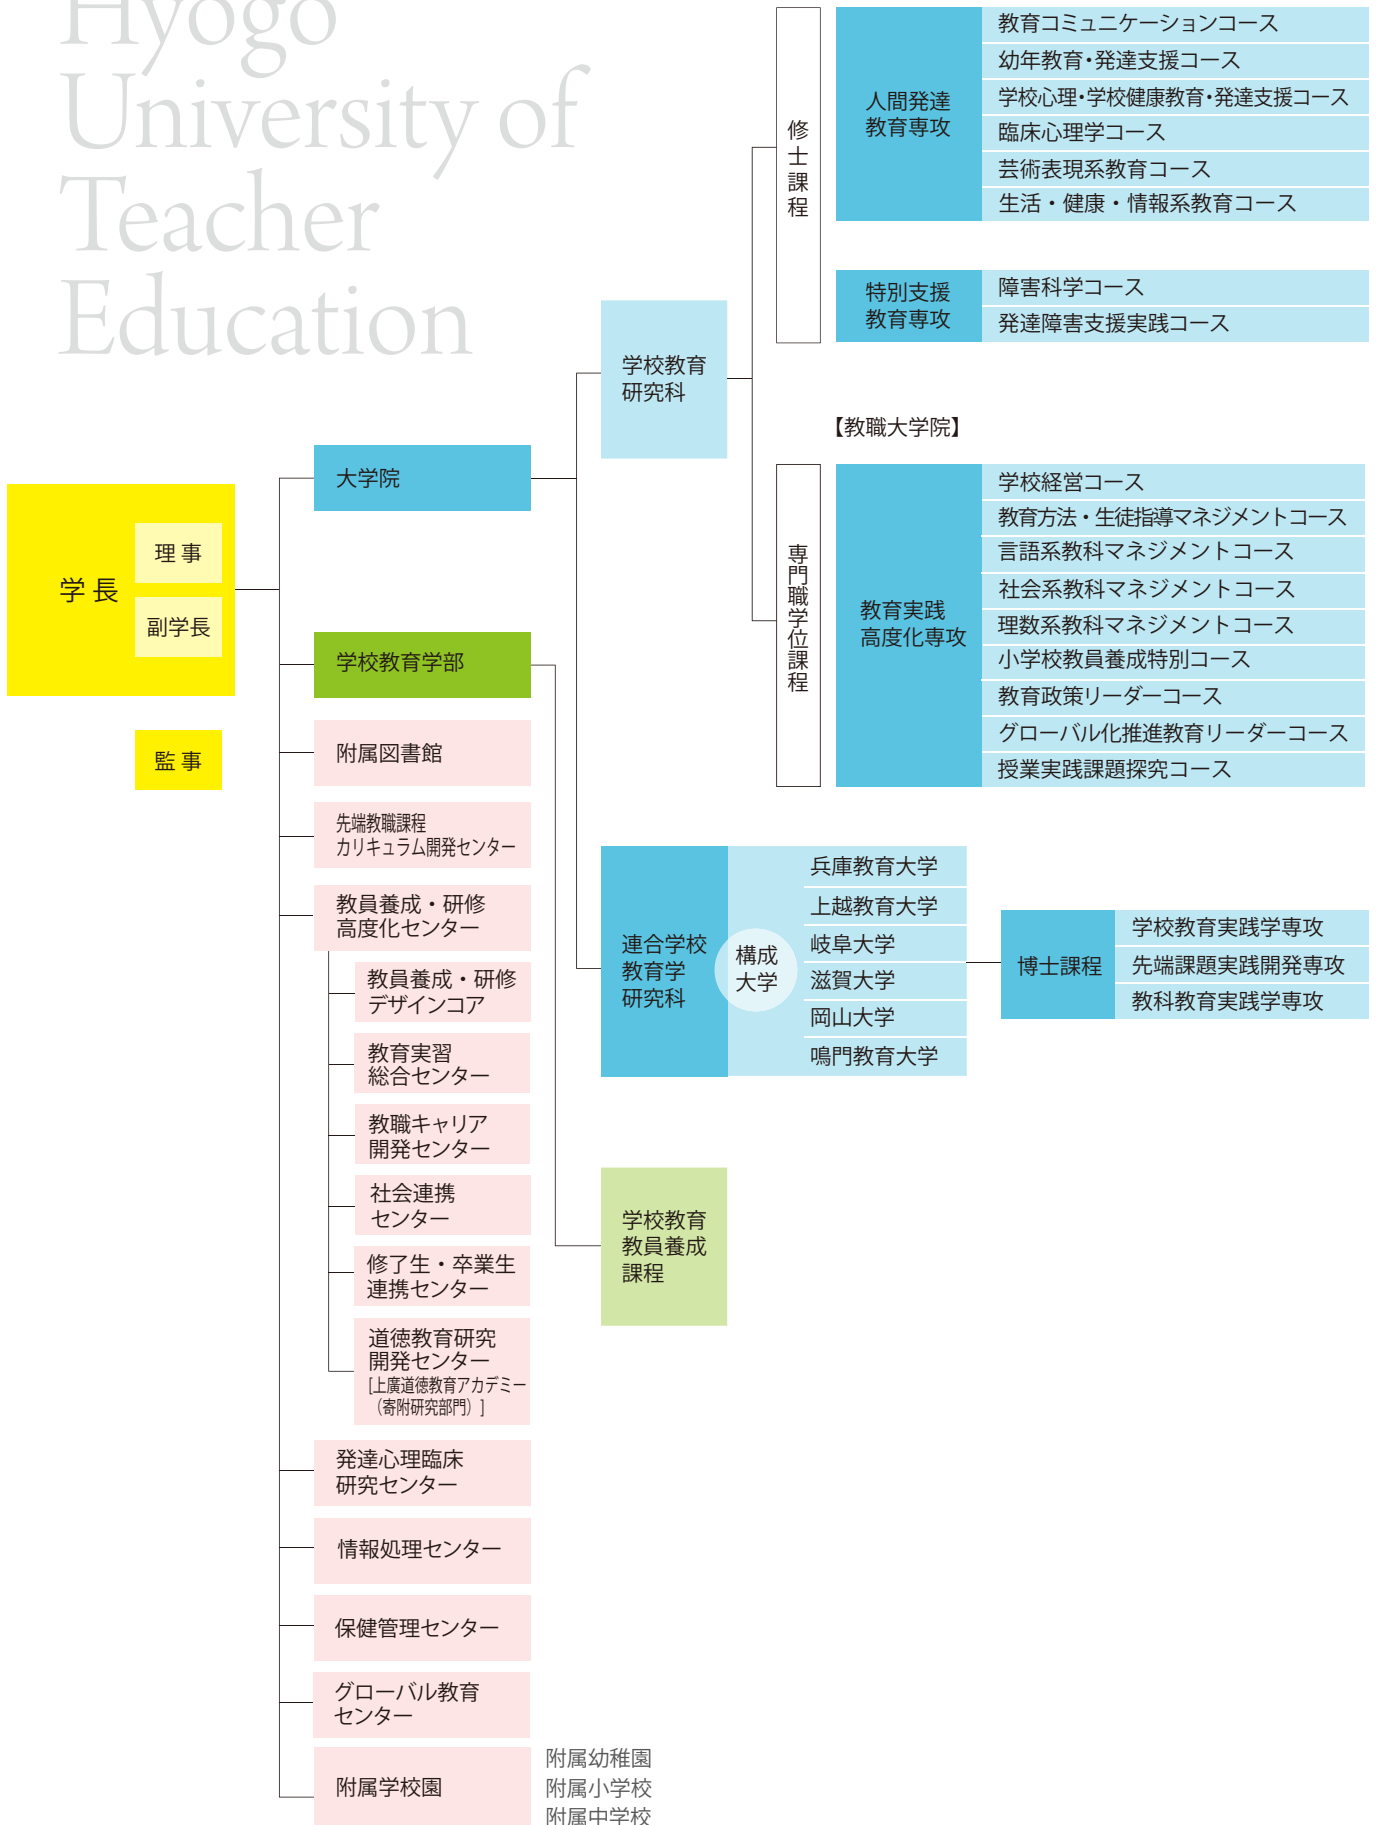 Hyogo
University of
Teacher
Education
学 長
理 事
副学長
監 事
大学院
学校教育学部
附属図書館
先端教職課程
カリキュラム開発センター
教員養成・研修
高度化センター
教員養成・研修
デザインコア
教育実習
総合センター
教職キャリア
開発センター
社会連携
センター
修了生・卒業生
連携センター
道徳教育研究
開発センター
[上廣道徳教育アカデミー
（寄附研究部門）]
発達心理臨床
研究センター
情報処理センター
保健管理センター
グローバル教育
センター
附属学校園
附属幼稚園
附属小学校
附属中学校
学校教育
研究科
修士課程
人間発達
教育専攻
教育コミュニケーションコース
幼年教育・発達支援コース
学校心理・学校健康教育・発達支援コース
臨床心理学コース
芸術表現系教育コース
生活・健康・情報系教育コース
特別支援
教育専攻
障害科学コース
発達障害支援実践コース
【教職大学院】
専門職学位課程
教育実践
高度化専攻
学校経営コース
教育方法・生徒指導マネジメントコース
言語系教科マネジメントコース
社会系教科マネジメントコース
理数系教科マネジメントコース
小学校教員養成特別コース
教育政策リーダーコース
グローバル化推進教育リーダーコース
授業実践課題探究コース
連合学校
教育学
研究科
構成
大学
兵庫教育大学
上越教育大学
岐阜大学
滋賀大学
岡山大学
鳴門教育大学
博士課程
学校教育実践学専攻
先端課題実践開発専攻
教科教育実践学専攻
学校教育
教員養成
課程